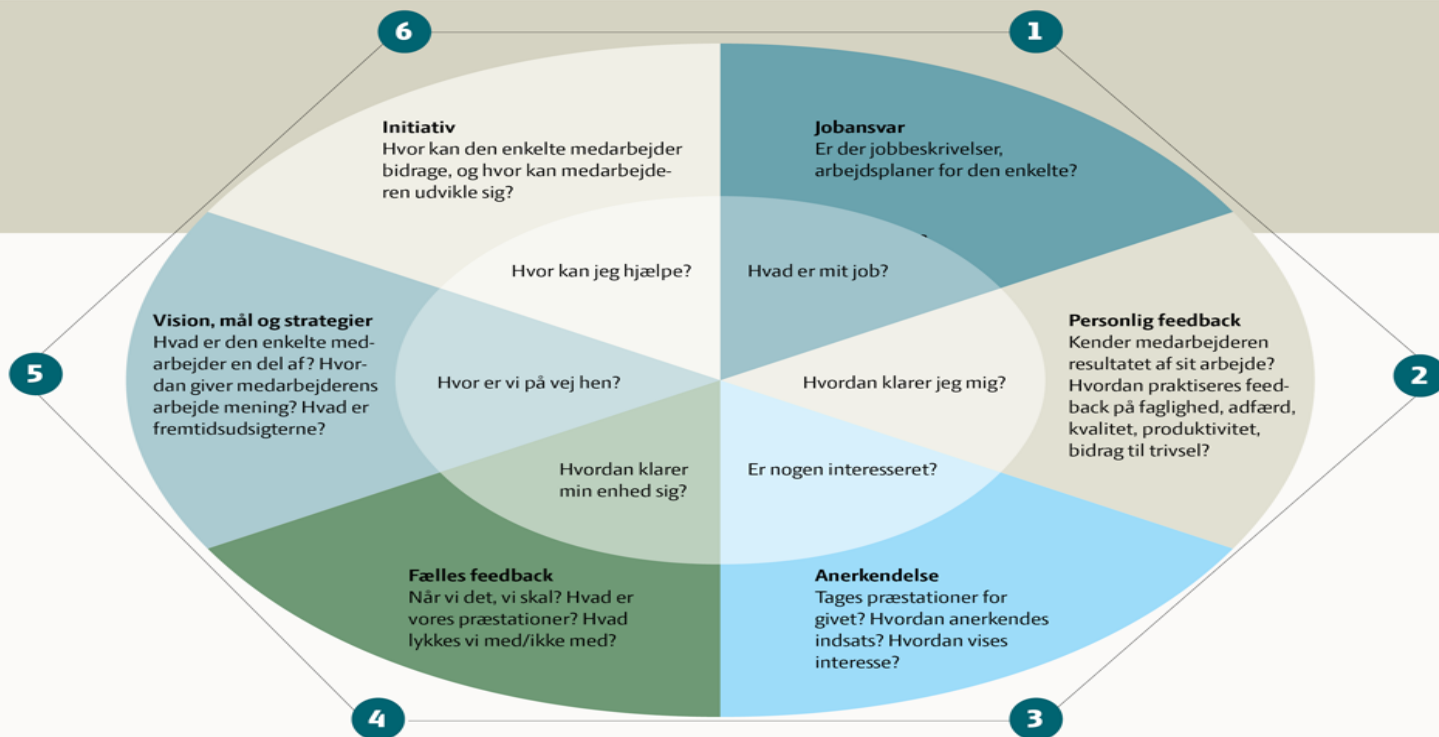 6
1
Initiativ
Hvor kan den enkelte medarbejder
bidrage, og hvor kan medarbejde-
ren udvikle sig?
Jobansvar
Er der jobbeskrivelser,
arbejdsplaner for den enkelte?
Hvor kan jeg hjælpe?
Hvad er mit job?
Vision, mål og strategier
Hvad er den enkelte med-
arbejder en del af? Hvor-
dan giver medarbejderens
arbejde mening? Hvad er
fremtidsudsigterne?
Personlig feedback
Kender medarbejderen
resultatet af sit arbejde?
Hvordan praktiseres feed-
back på faglighed, adfærd,
kvalitet, produktivitet,
bidrag til trivsel?
5
2
Hvor er vi på vej hen?
Hvordan klarer jeg mig?
Hvordan klarer
min enhed sig?
Er nogen interesseret?
Fælles feedback
Når vi det, vi skal? Hvad er
vores præstationer? Hvad
lykkes vi med/ikke med?
Anerkendelse
Tages præstationer for
givet? Hvordan anerkendes
indsats? Hvordan vises
interesse?
4
3